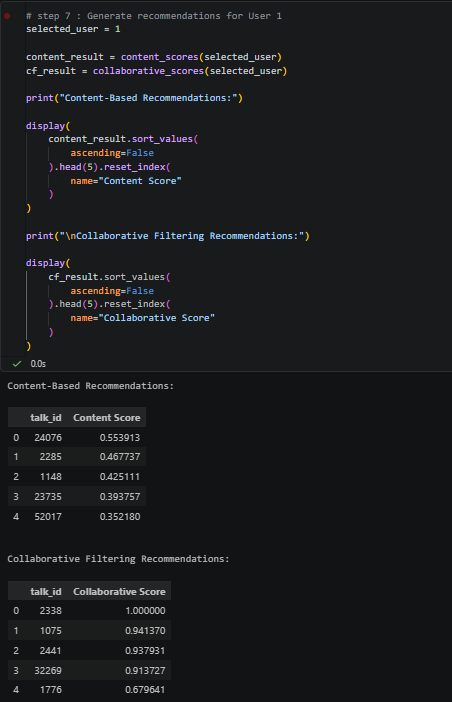 # step 7 : Generate recommendations for User 1
selected_user = 1
content_result = content_scores(selected_user)
cf_result = collaborative_scores(selected_user)
print("Content-Based Recommendations:")
display(
    content_result.sort_values(
        ascending=False
    ).head(5).reset_index(
        name="Content Score"
    )
)
print("\nCollaborative Filtering Recommendations:")
display(
    cf_result.sort_values(
        ascending=False
    ).head(5).reset_index(
        name="Collaborative Score"
    )
)
0.0s
Content-Based Recommendations:
talk_id Content Score
0 24076 0.553913
1 2285 0.467737
2 1148 0.425111
3 23735 0.393757
4 52017 0.352180
Collaborative Filtering Recommendations:
talk_id Collaborative Score
0 2338 1.000000
1 1075 0.941370
2 2441 0.937931
3 32269 0.913727
4 1776 0.679641